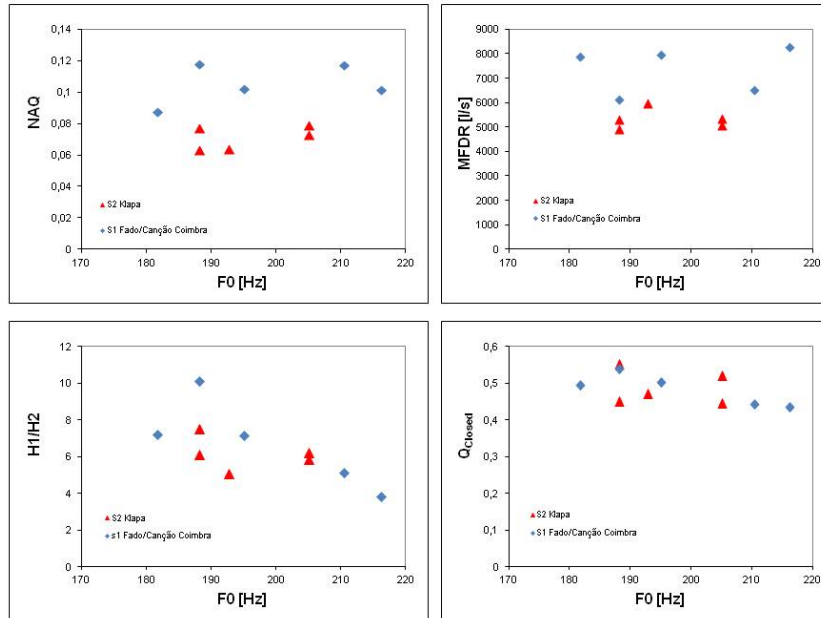 0,14
0,12
0,1
0,08
0,06
0,04
0,02
0
NAQ
S2 Klapa
S1 Fado/Canção Coimbra
170 180 190 200 210 220
F0 [Hz]
9000
8000
7000
6000
5000
4000
3000
2000
1000
0
MFDR [l/s]
S2 Klapa
S1 Fado/Canção Coimbra
170 180 190 200 210 220
F0 [Hz]
12
10
8
6
4
2
0
H1/H2
S2 Klapa
s1 Fado/Canção Coimbra
170 180 190 200 210 220
F0 [Hz]
0,6
0,5
0,4
0,3
0,2
0,1
0
QClosed
S2 Klapa
S1 Fado/Canção Coimbra
170 180 190 200 210 220
F0 [Hz]